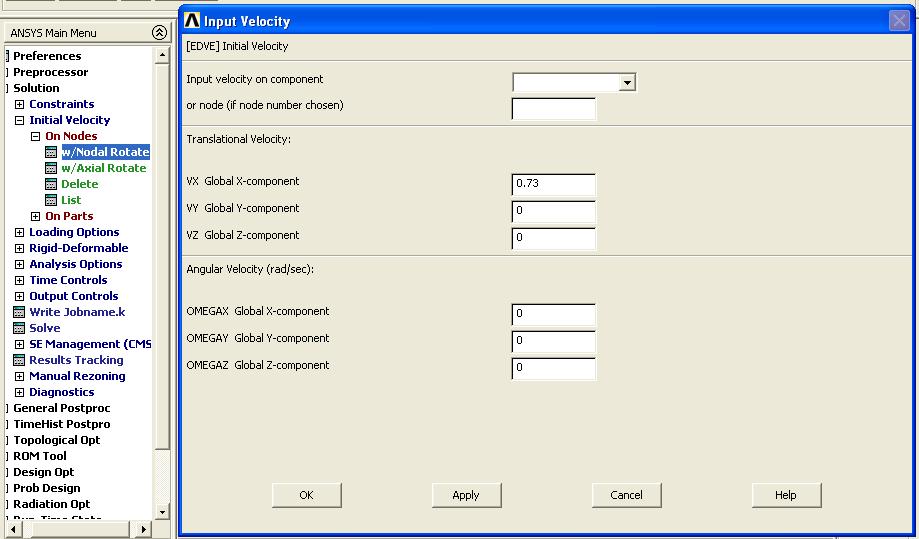 ANSYS Main Menu
Preferences
Preprocessor
Solution
Constraints
Initial Velocity
On Nodes
w/Nodal Rotate
w/Axial Rotate
Delete
List
On Parts
Loading Options
Rigid-Deformable
Analysis Options
Time Controls
Output Controls
Write Jobname.k
Solve
SE Management (CMS
Results Tracking
Manual Rezoning
Diagnostics
General Postproc
TimeHist Postpro
Topological Opt
ROM Tool
Design Opt
Prob Design
Radiation Opt
Input Velocity
[EDVE] Initial Velocity
Input velocity on component
or node (if node number chosen)
Translational Velocity:
VX Global X-component 0.73
VY Global Y-component 0
VZ Global Z-component 0
Angular Velocity (rad/sec):
OMEGAX Global X-component 0
OMEGAY Global Y-component 0
OMEGAZ Global Z-component 0
OK Apply Cancel Help